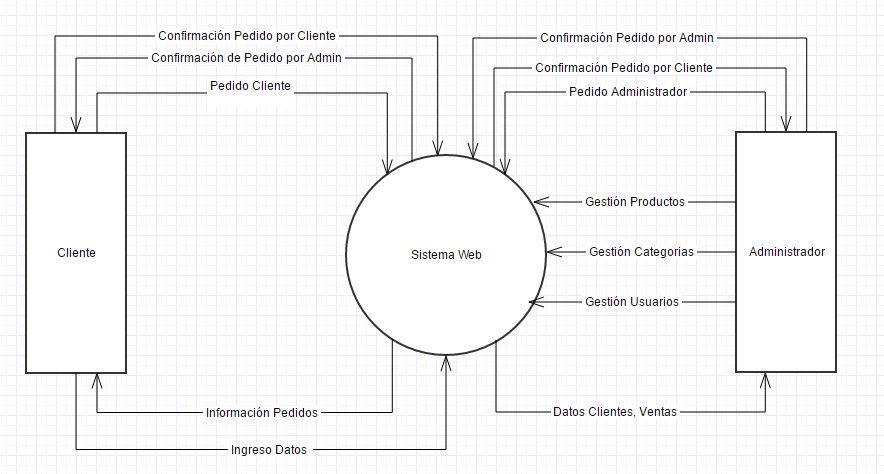 Confirmación Pedido por Cliente
Confirmación Pedido por Admin
Confirmación de Pedido por Admin
Confirmación Pedido por Cliente
Pedido Cliente
Pedido Administrador
Gestión Productos
Cliente
Sistema Web
Gestión Categorias
Administrador
Gestión Usuarios
Información Pedidos
Datos Clientes, Ventas
Ingreso Datos